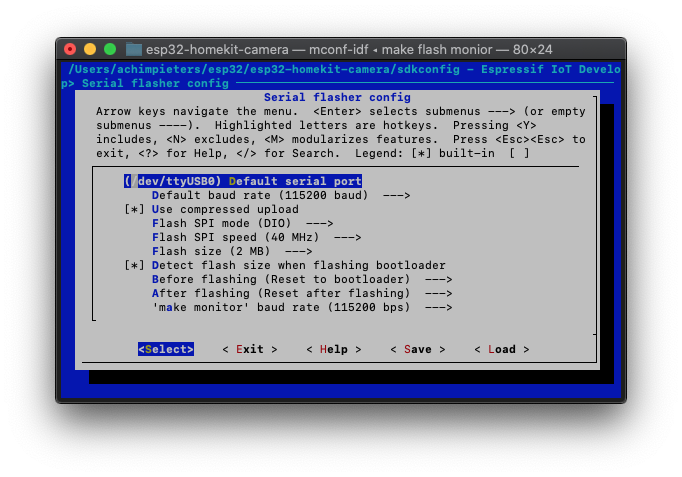 esp32-homekit-camera — mconf-idf ◂ make flash monior — 80×24
/Users/achimpieters/esp32/esp32-homekit-camera/sdkconfig - Espressif IoT Develo
p> Serial flasher config
Serial flasher config
Arrow keys navigate the menu.  <Enter> selects submenus ---> (or empty
submenus ----).  Highlighted letters are hotkeys.  Pressing <Y>
includes, <N> excludes, <M> modularizes features.  Press <Esc><Esc> to
exit, <?> for Help, </> for Search.  Legend: [*] built-in  [ ]
(/dev/ttyUSB0) Default serial port
Default baud rate (115200 baud)  --->
[*] Use compressed upload
Flash SPI mode (DIO)  --->
Flash SPI speed (40 MHz)  --->
Flash size (2 MB)  --->
[*] Detect flash size when flashing bootloader
Before flashing (Reset to bootloader)  --->
After flashing (Reset after flashing)  --->
'make monitor' baud rate (115200 bps)  --->
<Select>    < Exit >    < Help >    < Save >    < Load >